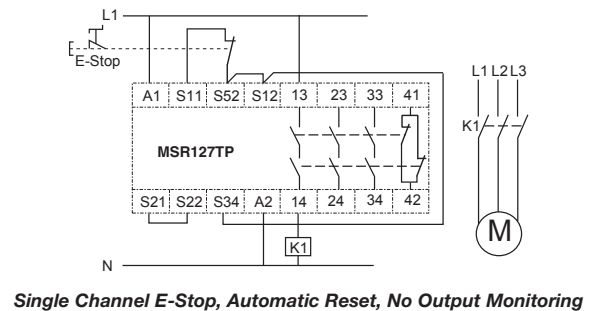 L1
E-Stop
A1 S11 S52 S12 13 23 33 41
MSR127TP
S21 S22 S34 A2 14 24 34 42
K1
N
L1 L2 L3
K1
M
Single Channel E-Stop, Automatic Reset, No Output Monitoring